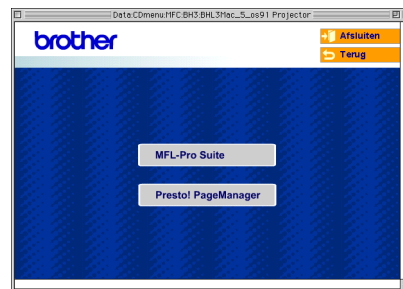 Data:CDmenu:MFC:BH3:BHL3Mac_5_os91 Projector
brother
Afsluiten
Terug
MFL-Pro Suite
Presto! PageManager